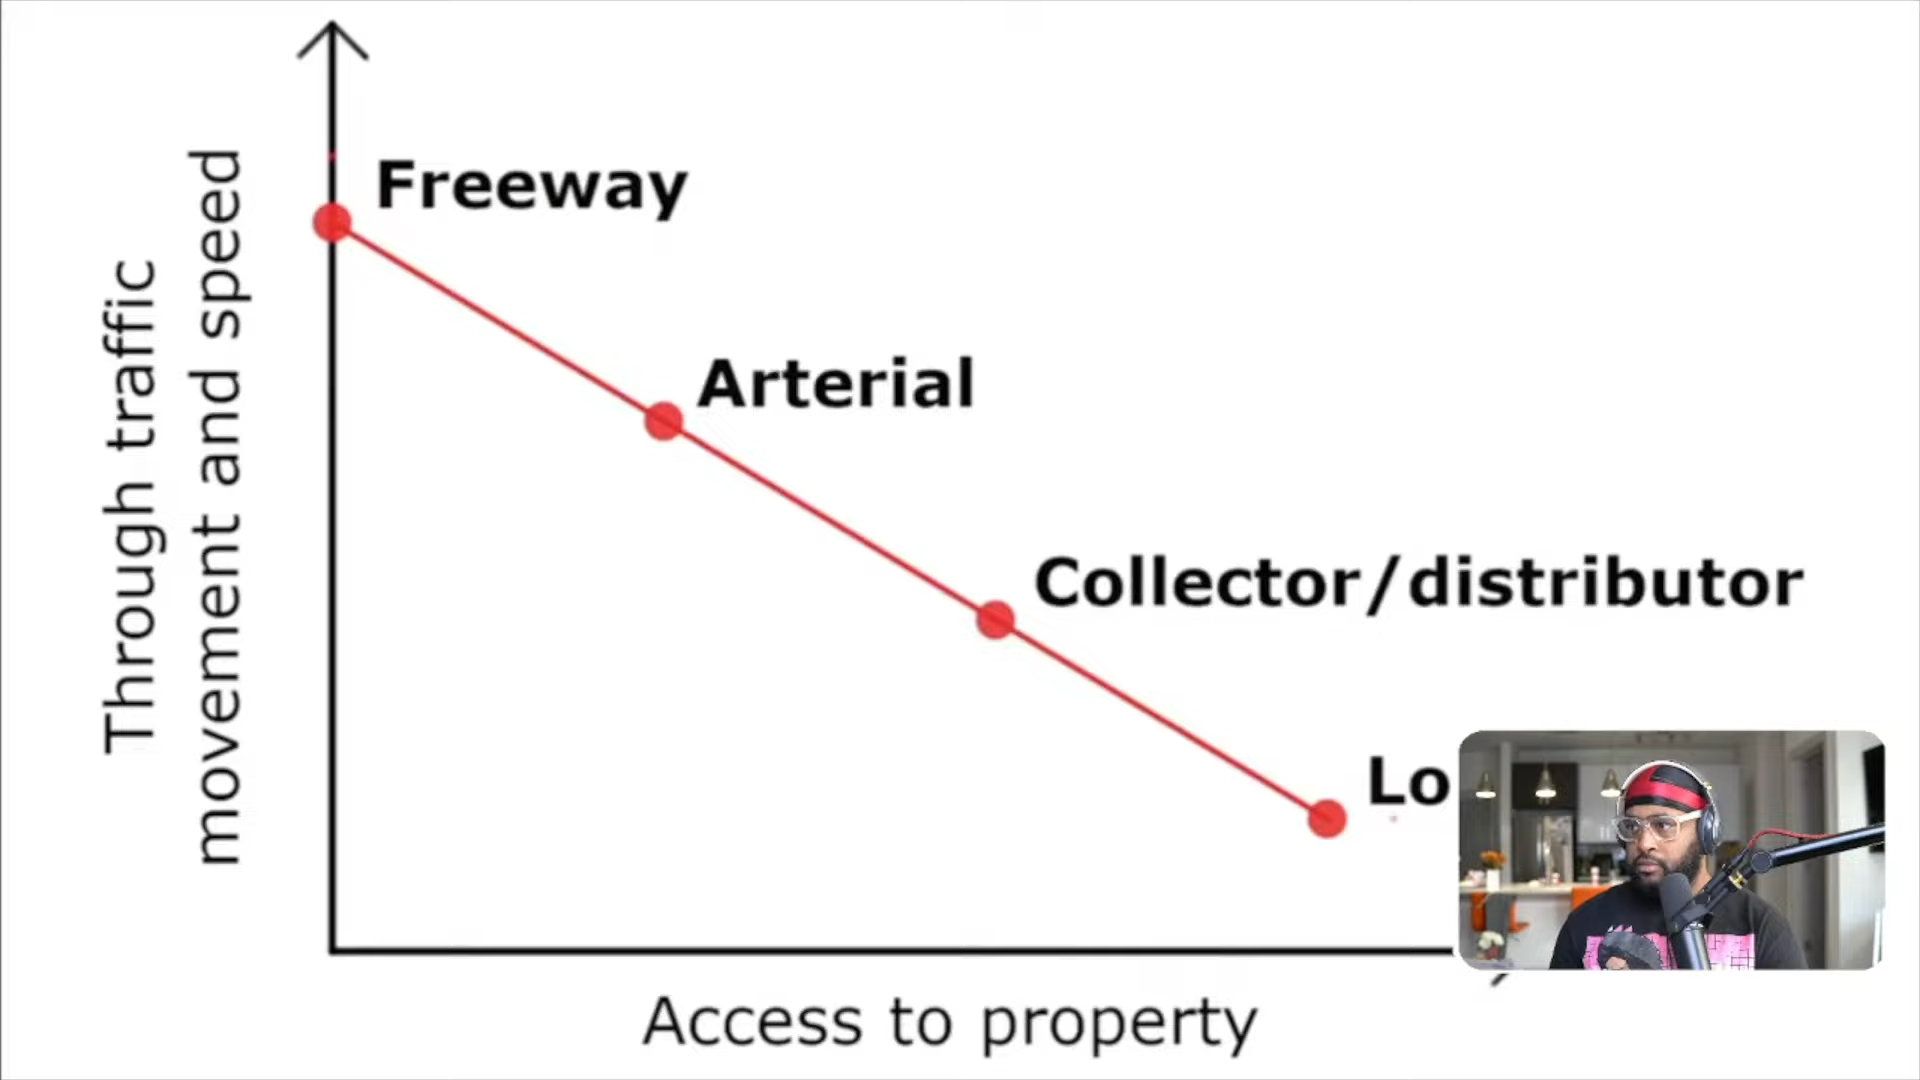 Through traffic
movement and speed
Freeway
Arterial
Collector/distributor
Lo
Access to property